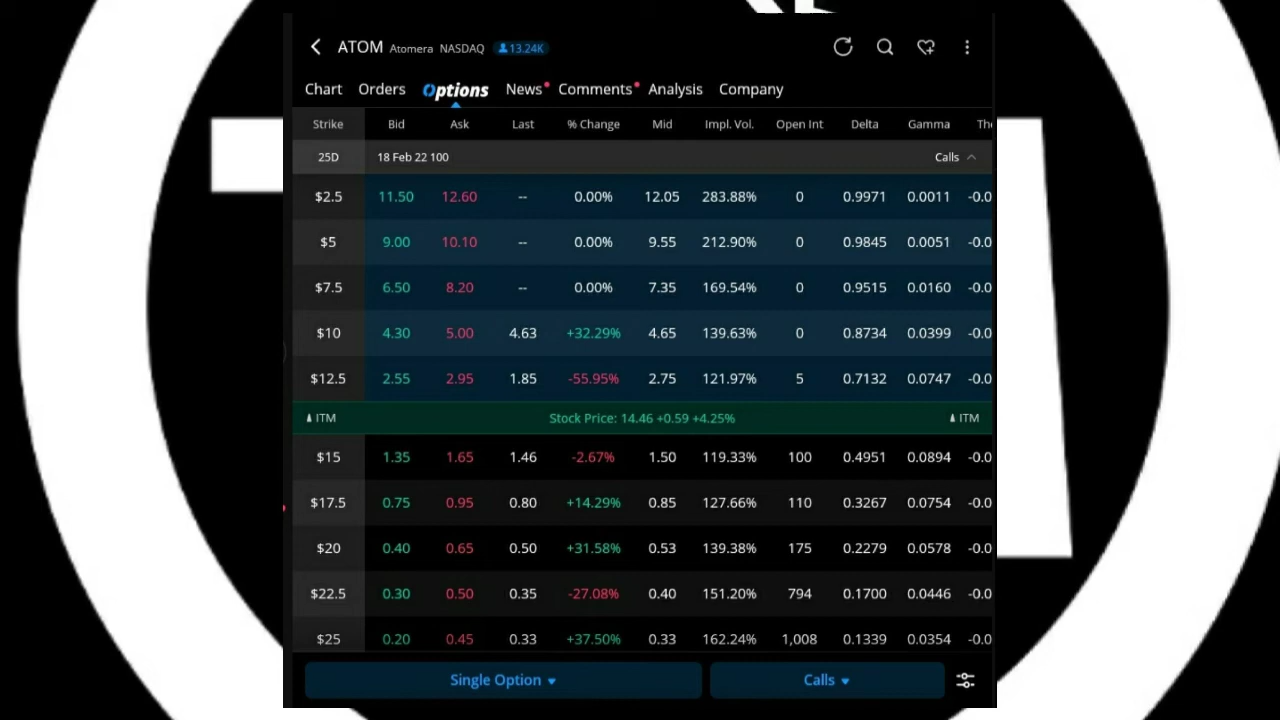 ATOM Atomera NASDAQ 13.24K
Chart Orders Options News Comments Analysis Company
Strike Bid Ask Last % Change Mid Impl. Vol. Open Int Delta Gamma
25D 18 Feb 22 100 Calls
$2.5 11.50 12.60 -- 0.00% 12.05 283.88% 0 0.9971 0.0011 -0.0
$5 9.00 10.10 -- 0.00% 9.55 212.90% 0 0.9845 0.0051 -0.0
$7.5 6.50 8.20 -- 0.00% 7.35 169.54% 0 0.9515 0.0160 -0.0
$10 4.30 5.00 4.63 +32.29% 4.65 139.63% 0 0.8734 0.0399 -0.0
$12.5 2.55 2.95 1.85 -55.95% 2.75 121.97% 5 0.7132 0.0747 -0.0
ITM Stock Price: 14.46 +0.59 +4.25% ITM
$15 1.35 1.65 1.46 -2.67% 1.50 119.33% 100 0.4951 0.0894 -0.0
$17.5 0.75 0.95 0.80 +14.29% 0.85 127.66% 110 0.3267 0.0754 -0.0
$20 0.40 0.65 0.50 +31.58% 0.53 139.38% 175 0.2279 0.0578 -0.0
$22.5 0.30 0.50 0.35 -27.08% 0.40 151.20% 794 0.1700 0.0446 -0.0
$25 0.20 0.45 0.33 +37.50% 0.33 162.24% 1,008 0.1339 0.0354 -0.0
Single Option Calls